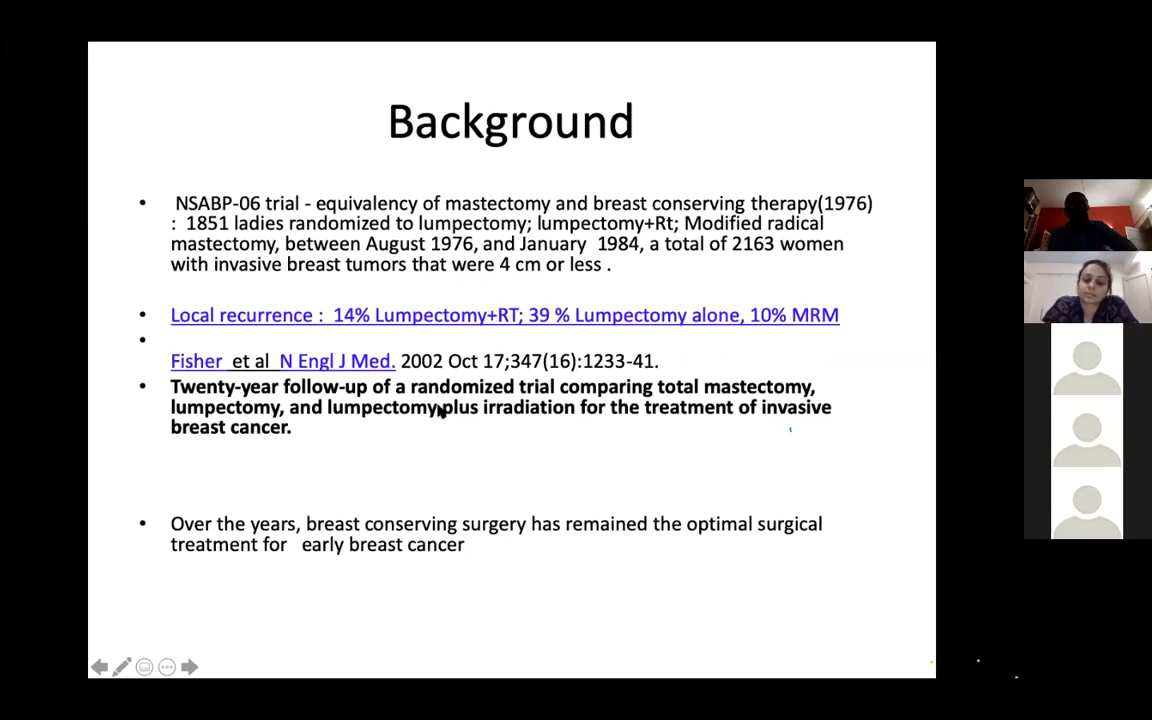 Background
• NSABP-06 trial - equivalency of mastectomy and breast conserving therapy(1976)
: 1851 ladies randomized to lumpectomy; lumpectomy+Rt; Modified radical
mastectomy, between August 1976, and January 1984, a total of 2163 women
with invasive breast tumors that were 4 cm or less .
• Local recurrence : 14% Lumpectomy+RT; 39 % Lumpectomy alone, 10% MRM
•
Fisher et al N Engl J Med. 2002 Oct 17;347(16):1233-41.
• Twenty-year follow-up of a randomized trial comparing total mastectomy,
lumpectomy, and lumpectomy plus irradiation for the treatment of invasive
breast cancer.
• Over the years, breast conserving surgery has remained the optimal surgical
treatment for early breast cancer